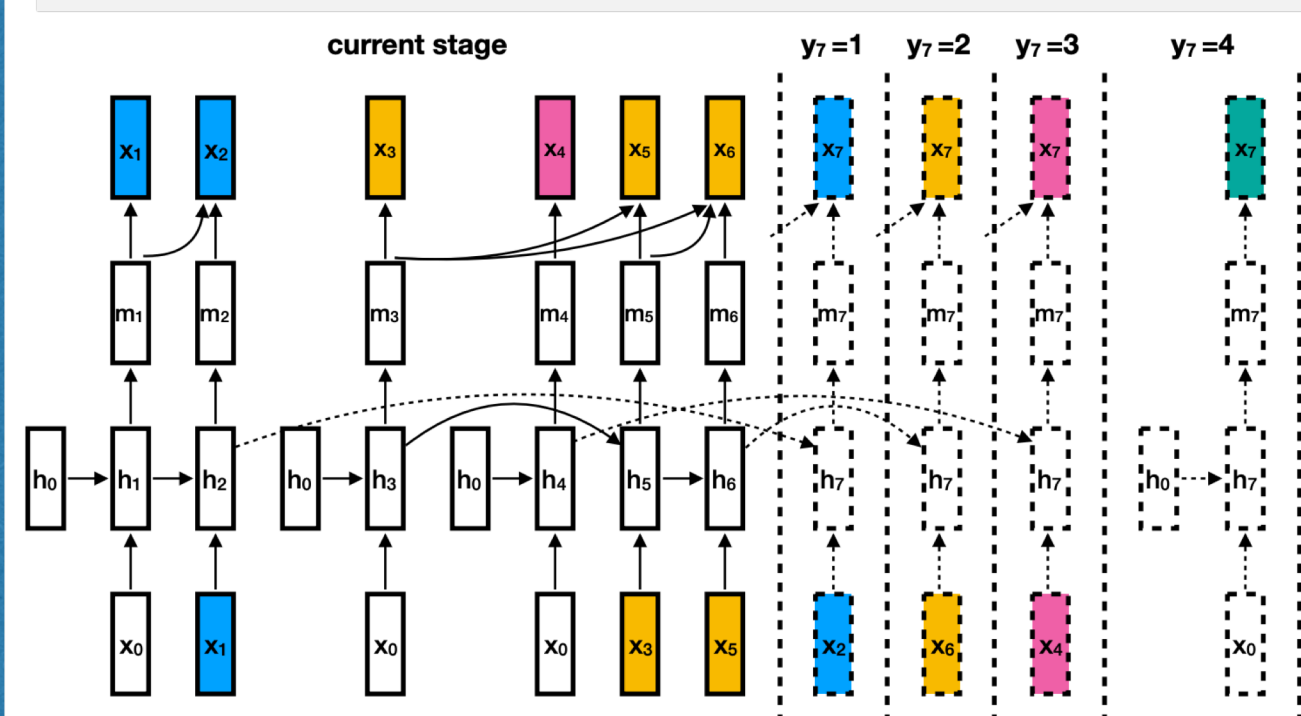 current stage y₇ =1 y₇ =2 y₇ =3 y₇ =4
x₁ x₂ x₃ x₄ x₅ x₆ x₇ x₇ x₇ x₇
m₁ m₂ m₃ m₄ m₅ m₆ m₇ m₇ m₇ m₇
h₀ h₁ h₂ h₀ h₃ h₀ h₄ h₅ h₆ h₇ h₇ h₇ h₀ h₇
x₀ x₁ x₀ x₀ x₃ x₅ x₂ x₆ x₄ x₀